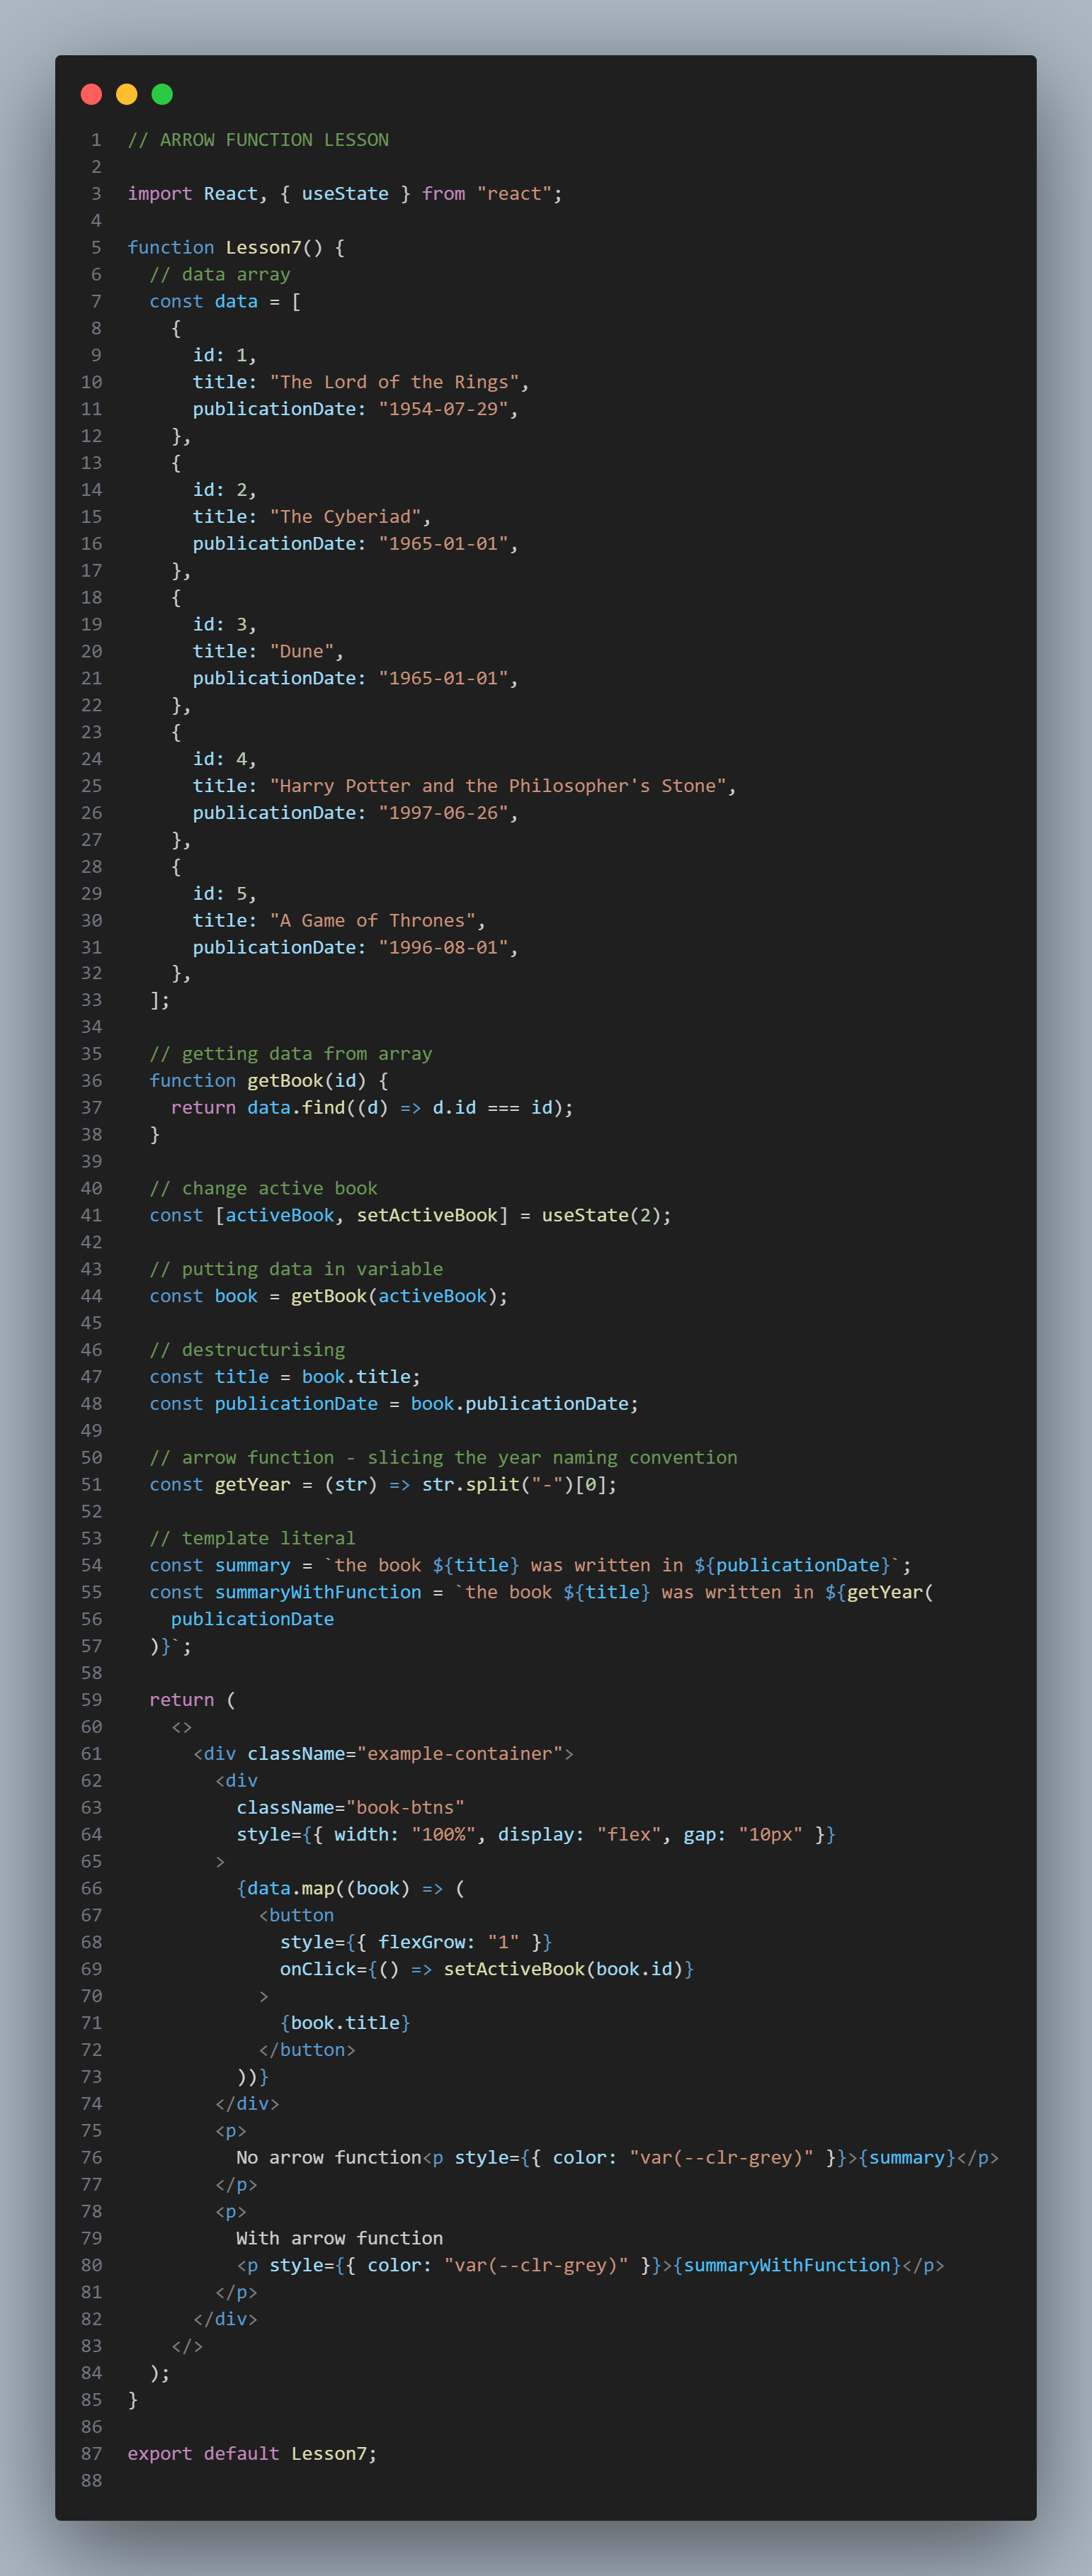 1 // ARROW FUNCTION LESSON
2
3 import React, { useState } from "react";
4
5 function Lesson7() {
6   // data array
7   const data = [
8     {
9       id: 1,
10       title: "The Lord of the Rings",
11       publicationDate: "1954-07-29",
12     },
13     {
14       id: 2,
15       title: "The Cyberiad",
16       publicationDate: "1965-01-01",
17     },
18     {
19       id: 3,
20       title: "Dune",
21       publicationDate: "1965-01-01",
22     },
23     {
24       id: 4,
25       title: "Harry Potter and the Philosopher's Stone",
26       publicationDate: "1997-06-26",
27     },
28     {
29       id: 5,
30       title: "A Game of Thrones",
31       publicationDate: "1996-08-01",
32     },
33   ];
34
35   // getting data from array
36   function getBook(id) {
37     return data.find((d) => d.id === id);
38   }
39
40   // change active book
41   const [activeBook, setActiveBook] = useState(2);
42
43   // putting data in variable
44   const book = getBook(activeBook);
45
46   // destructurising
47   const title = book.title;
48   const publicationDate = book.publicationDate;
49
50   // arrow function - slicing the year naming convention
51   const getYear = (str) => str.split("-")[0];
52
53   // template literal
54   const summary = `the book ${title} was written in ${publicationDate}`;
55   const summaryWithFunction = `the book ${title} was written in ${getYear(
56     publicationDate
57   )}`;
58
59   return (
60     <>
61       <div className="example-container">
62         <div
63           className="book-btns"
64           style={{ width: "100%", display: "flex", gap: "10px" }}
65         >
66           {data.map((book) => (
67             <button
68               style={{ flexGrow: "1" }}
69               onClick={() => setActiveBook(book.id)}
70             >
71               {book.title}
72             </button>
73           ))}
74         </div>
75         <p>
76           No arrow function<p style={{ color: "var(--clr-grey)" }}>{summary}</p>
77         </p>
78         <p>
79           With arrow function
80           <p style={{ color: "var(--clr-grey)" }}>{summaryWithFunction}</p>
81         </p>
82       </div>
83     </>
84   );
85 }
86
87 export default Lesson7;
88